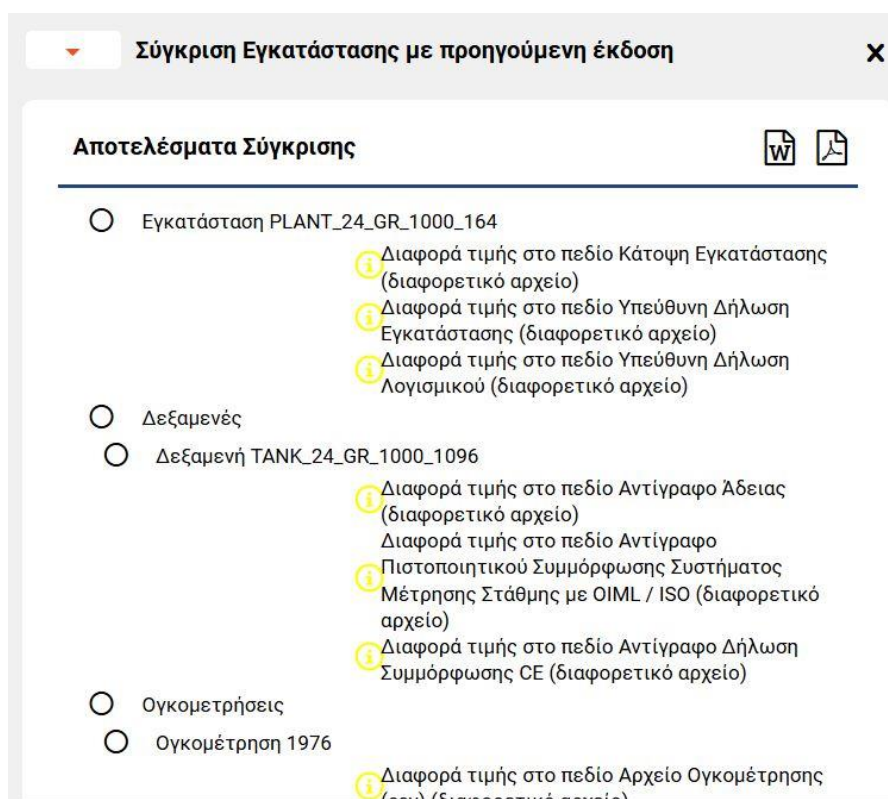 Σύγκριση Εγκατάστασης με προηγούμενη έκδοση
Αποτελέσματα Σύγκρισης
Εγκατάσταση PLANT_24_GR_1000_164
Διαφορά τιμής στο πεδίο Κάτοψη Εγκατάστασης
(διαφορετικό αρχείο)
Διαφορά τιμής στο πεδίο Υπεύθυνη Δήλωση
Εγκατάστασης (διαφορετικό αρχείο)
Διαφορά τιμής στο πεδίο Υπεύθυνη Δήλωση
Λογισμικού (διαφορετικό αρχείο)
Δεξαμενές
Δεξαμενή TANK_24_GR_1000_1096
Διαφορά τιμής στο πεδίο Αντίγραφο Άδειας
(διαφορετικό αρχείο)
Διαφορά τιμής στο πεδίο Αντίγραφο
Πιστοποιητικού Συμμόρφωσης Συστήματος
Μέτρησης Στάθμης με OIML / ISO (διαφορετικό
αρχείο)
Διαφορά τιμής στο πεδίο Αντίγραφο Δήλωση
Συμμόρφωσης CE (διαφορετικό αρχείο)
Ογκομετρήσεις
Ογκομέτρηση 1976
Διαφορά τιμής στο πεδίο Αρχείο Ογκομέτρησης
(csv) (διαφορετικό αρχείο)